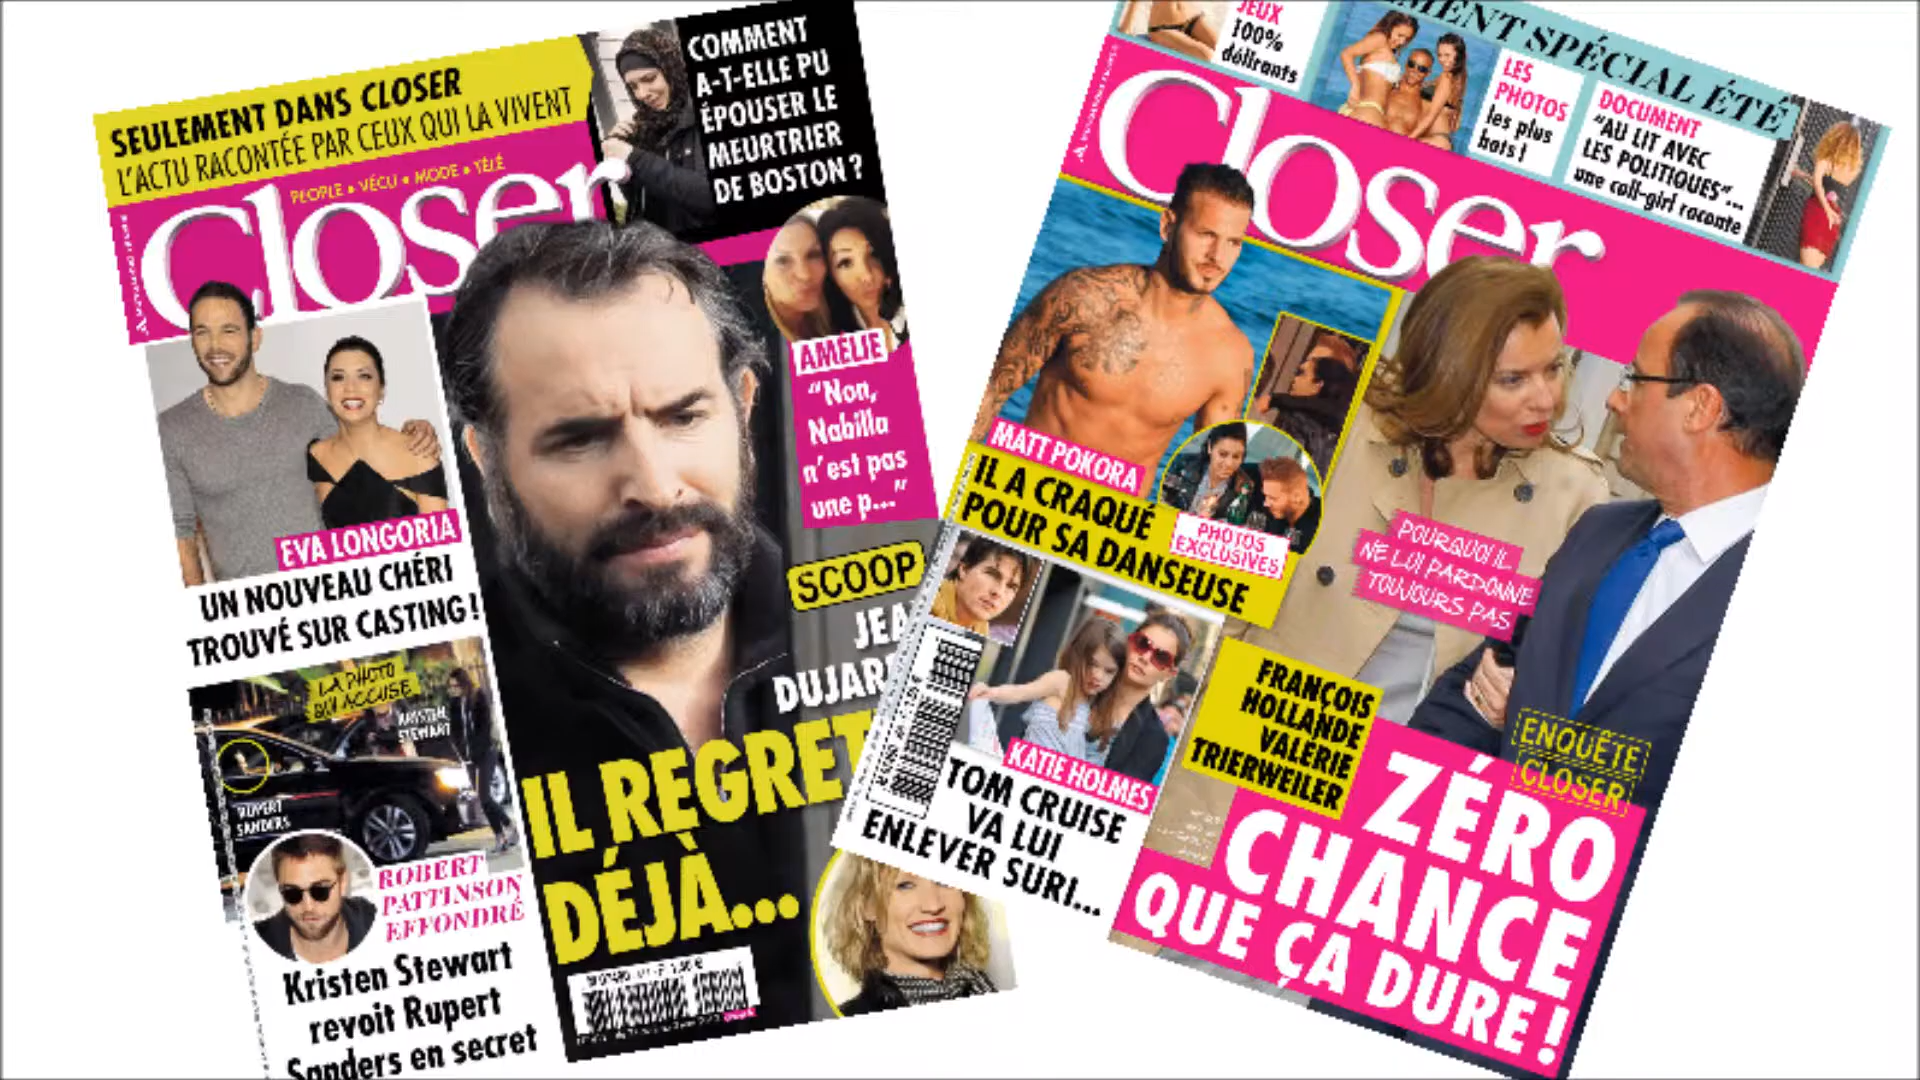 SEULEMENT DANS CLOSER
L'ACTU RACONTÉE PAR CEUX QUI LA VIVENT
PEOPLE • VÉCU • MODE • TÉLÉ
Closer
COMMENT
A-T-ELLE PU
ÉPOUSER LE
MEURTRIER
DE BOSTON ?
AMÉLIE
"Non,
Nabilla
n'est pas
une p..."
EVA LONGORIA
UN NOUVEAU CHÉRI
TROUVÉ SUR CASTING !
SCOOP
JEA
DUJAR
IL REGRET
DÉJÀ...
LA PHOTO
QUI ACCUSE
KRISTEN
STEWART
RUPERT
SANDERS
ROBERT
PATTINSON
EFFONDRÉ
Kristen Stewart
revoit Rupert
Sanders en secret
JEUX
100%
délirants
MENT SPÉCIAL ÉTÉ
LES
PHOTOS
les plus
hots !
DOCUMENT
"AU LIT AVEC
LES POLITIQUES"...
une call-girl raconte
Closer
MATT POKORA
IL A CRAQUÉ
POUR SA DANSEUSE
PHOTOS
EXCLUSIVES
POURQUOI IL
NE LUI PARDONNE
TOUJOURS PAS
KATIE HOLMES
TOM CRUISE
VA LUI
ENLEVER SURI...
FRANÇOIS
HOLLANDE
VALÉRIE
TRIERWEILER
ENQUÊTE
CLOSER
ZÉRO
CHANCE
QUE ÇA DURE !